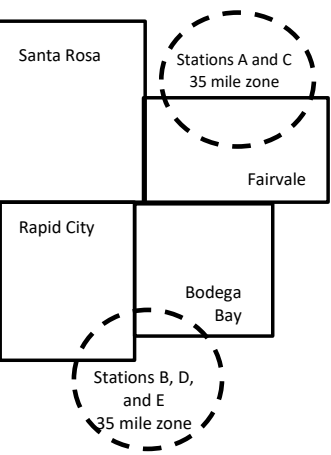 Santa Rosa
Stations A and C
35 mile zone
Fairvale
Rapid City
Bodega
Bay
Stations B, D,
and E
35 mile zone